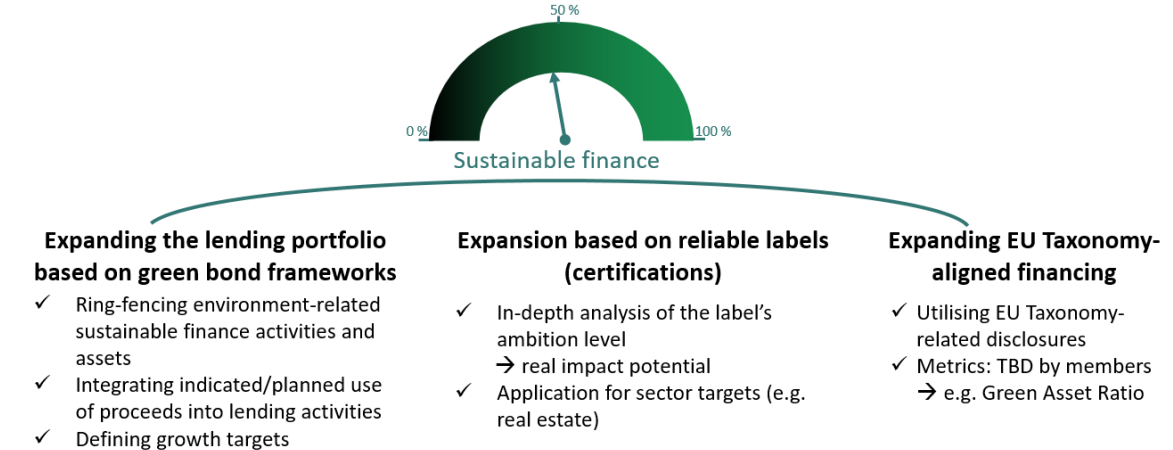 50 %
0 %
100 %
Sustainable finance
Expanding the lending portfolio
based on green bond frameworks
✓ Ring-fencing environment-related
sustainable finance activities and
assets
✓ Integrating indicated/planned use
of proceeds into lending activities
✓ Defining growth targets
Expansion based on reliable labels
(certifications)
✓ In-depth analysis of the label’s
ambition level
→ real impact potential
✓ Application for sector targets (e.g.
real estate)
Expanding EU Taxonomy-
aligned financing
✓ Utilising EU Taxonomy-
related disclosures
✓ Metrics: TBD by members
→ e.g. Green Asset Ratio